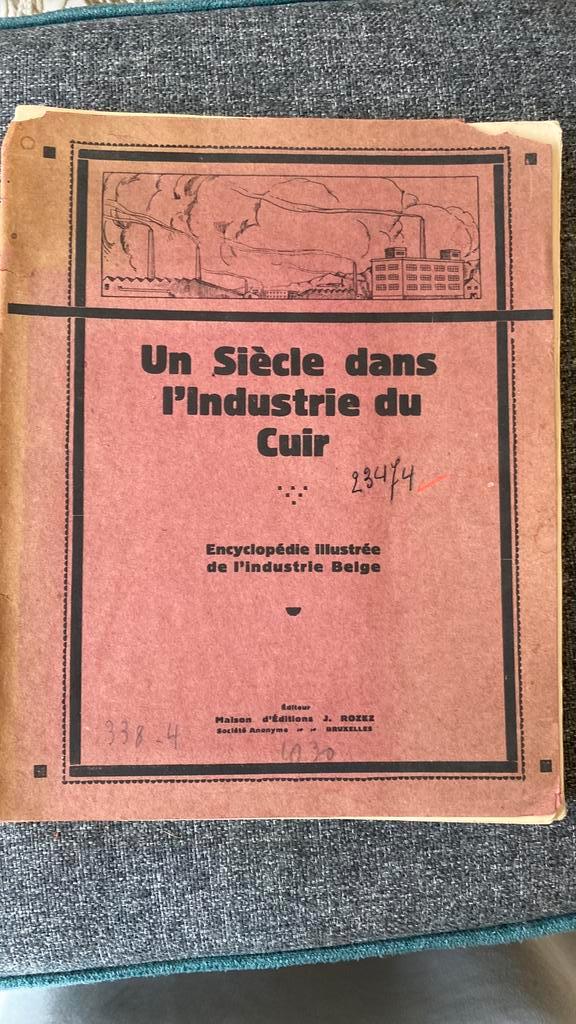 Un Siècle dans
l'Industrie du
Cuir
23474
Encyclopédie illustrée
de l'industrie Belge
Éditeur
Maison d'Éditions J. ROZEZ
Société Anonyme BRUXELLES
338-4